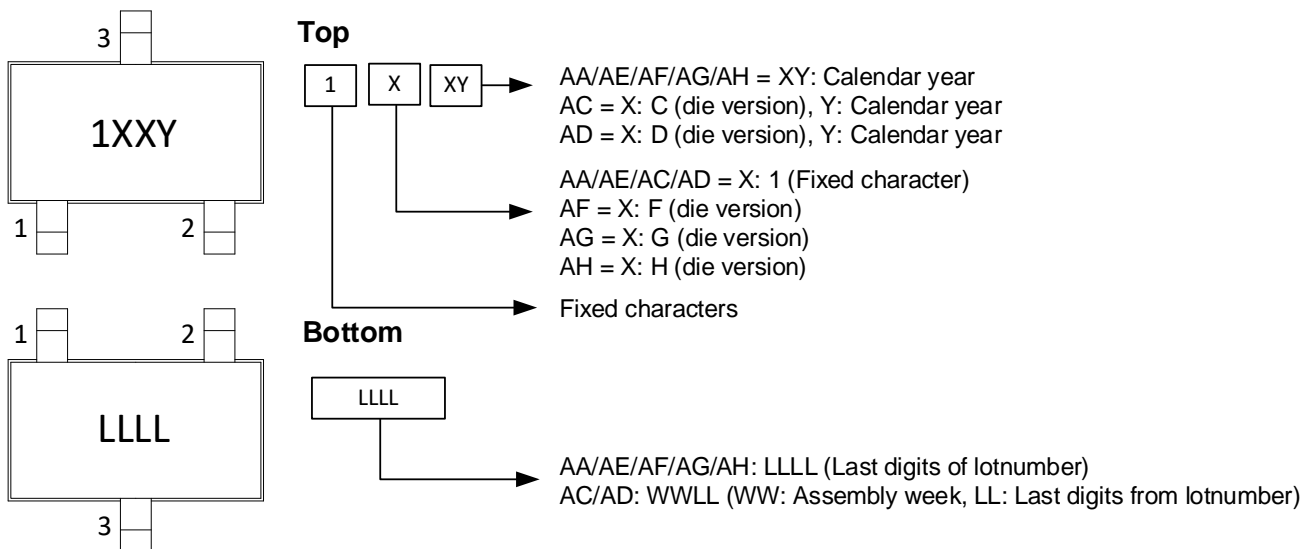 3
1XXY
1 2
Top
1 X XY
AA/AE/AF/AG/AH = XY: Calendar year
AC = X: C (die version), Y: Calendar year
AD = X: D (die version), Y: Calendar year
AA/AE/AC/AD = X: 1 (Fixed character)
AF = X: F (die version)
AG = X: G (die version)
AH = X: H (die version)
Fixed characters
1 2
LLLL
3
Bottom
LLLL
AA/AE/AF/AG/AH: LLLL (Last digits of lotnumber)
AC/AD: WWLL (WW: Assembly week, LL: Last digits from lotnumber)